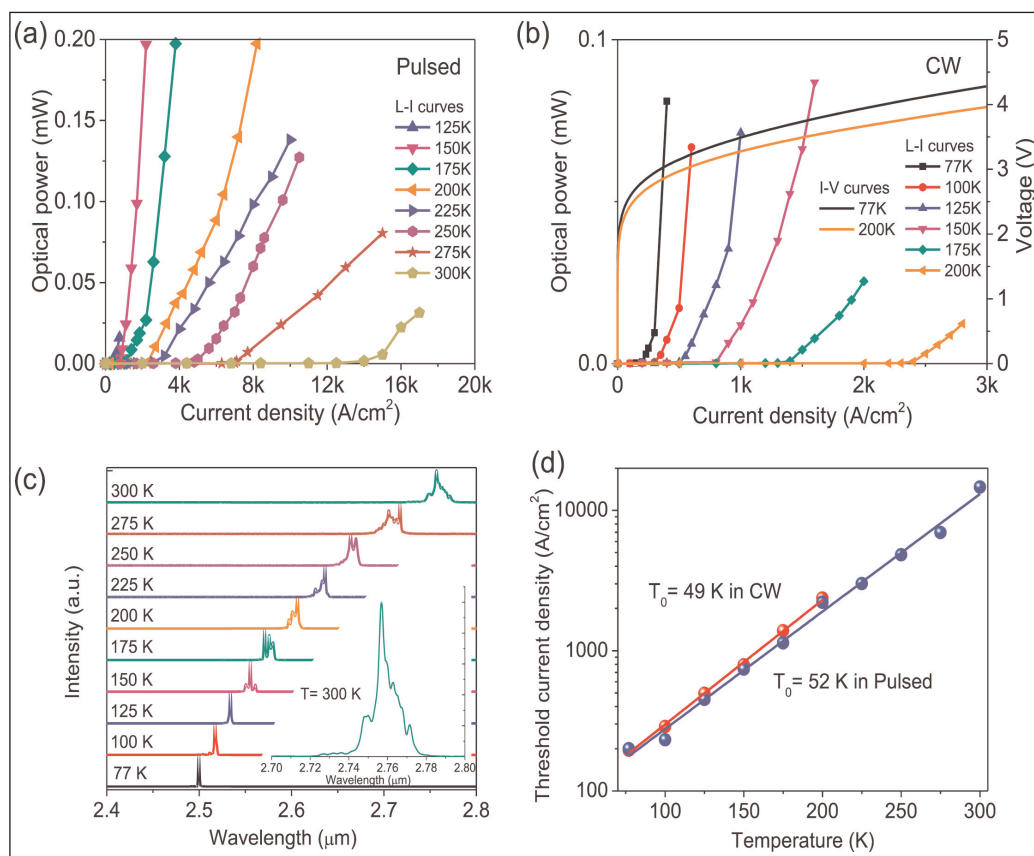 (a)
Pulsed
L-I curves
125K
150K
175K
200K
225K
250K
275K
300K
0.20
0.15
0.10
0.05
0.00
Optical power (mW)
0
4k
8k
12k
16k
20k
Current density (A/cm²)
(b)
CW
L-I curves
77K
100K
125K
150K
175K
200K
I-V curves
77K
200K
0.1
0.0
Optical power (mW)
5
4
3
2
1
0
Voltage (V)
0
1k
2k
3k
Current density (A/cm²)
(c)
300 K
275 K
250 K
225 K
200 K
175 K
150 K
125 K
100 K
77 K
Intensity (a.u.)
2.4
2.5
2.6
2.7
2.8
Wavelength (μm)
T= 300 K
2.70
2.72
2.74
2.76
2.78
2.80
Wavelength (μm)
(d)
T₀= 49 K in CW
T₀= 52 K in Pulsed
10000
1000
100
Threshold current density (A/cm²)
100
150
200
250
300
Temperature (K)